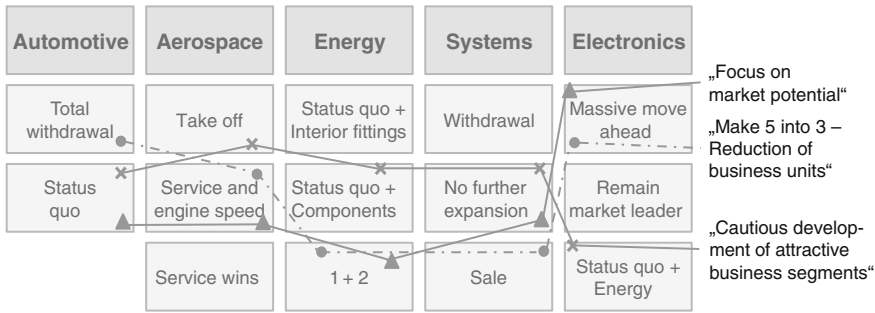 Automotive
Aerospace
Energy
Systems
Electronics
Total
withdrawal
Take off
Status quo +
Interior fittings
Withdrawal
Massive move
ahead
Status
quo
Service and
engine speed
Status quo +
Components
No further
expansion
Remain
market leader
Service wins
1 + 2
Sale
Status quo +
Energy
„Focus on
market potential“
„Make 5 into 3 –
Reduction of
business units“
„Cautious develop-
ment of attractive
business segments“